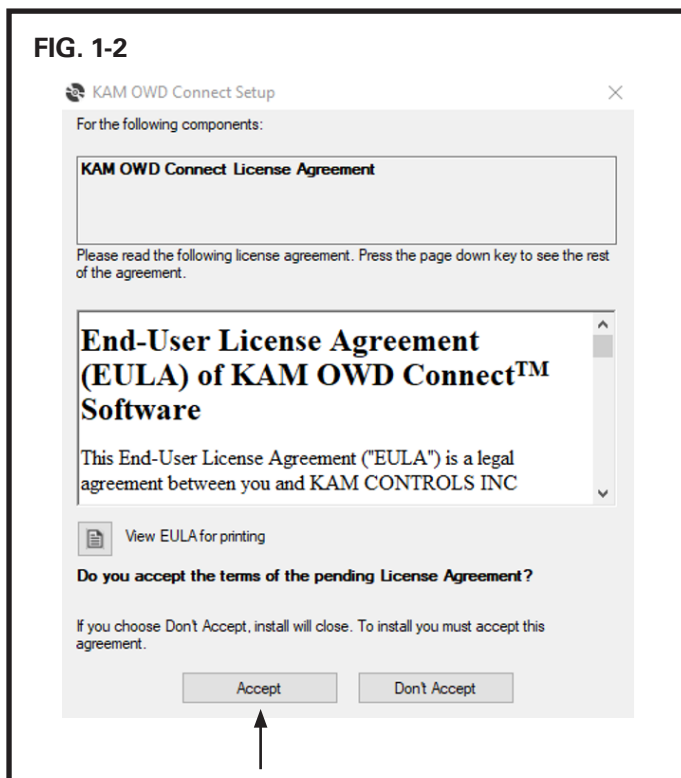 FIG. 1-2
KAM OWD Connect Setup
For the following components:
KAM OWD Connect License Agreement
Please read the following license agreement. Press the page down key to see the rest
of the agreement.
End-User License Agreement
(EULA) of KAM OWD Connect™
Software
This End-User License Agreement ("EULA") is a legal
agreement between you and KAM CONTROLS INC
View EULA for printing
Do you accept the terms of the pending License Agreement?
If you choose Don't Accept, install will close. To install you must accept this
agreement.
Accept
Don't Accept